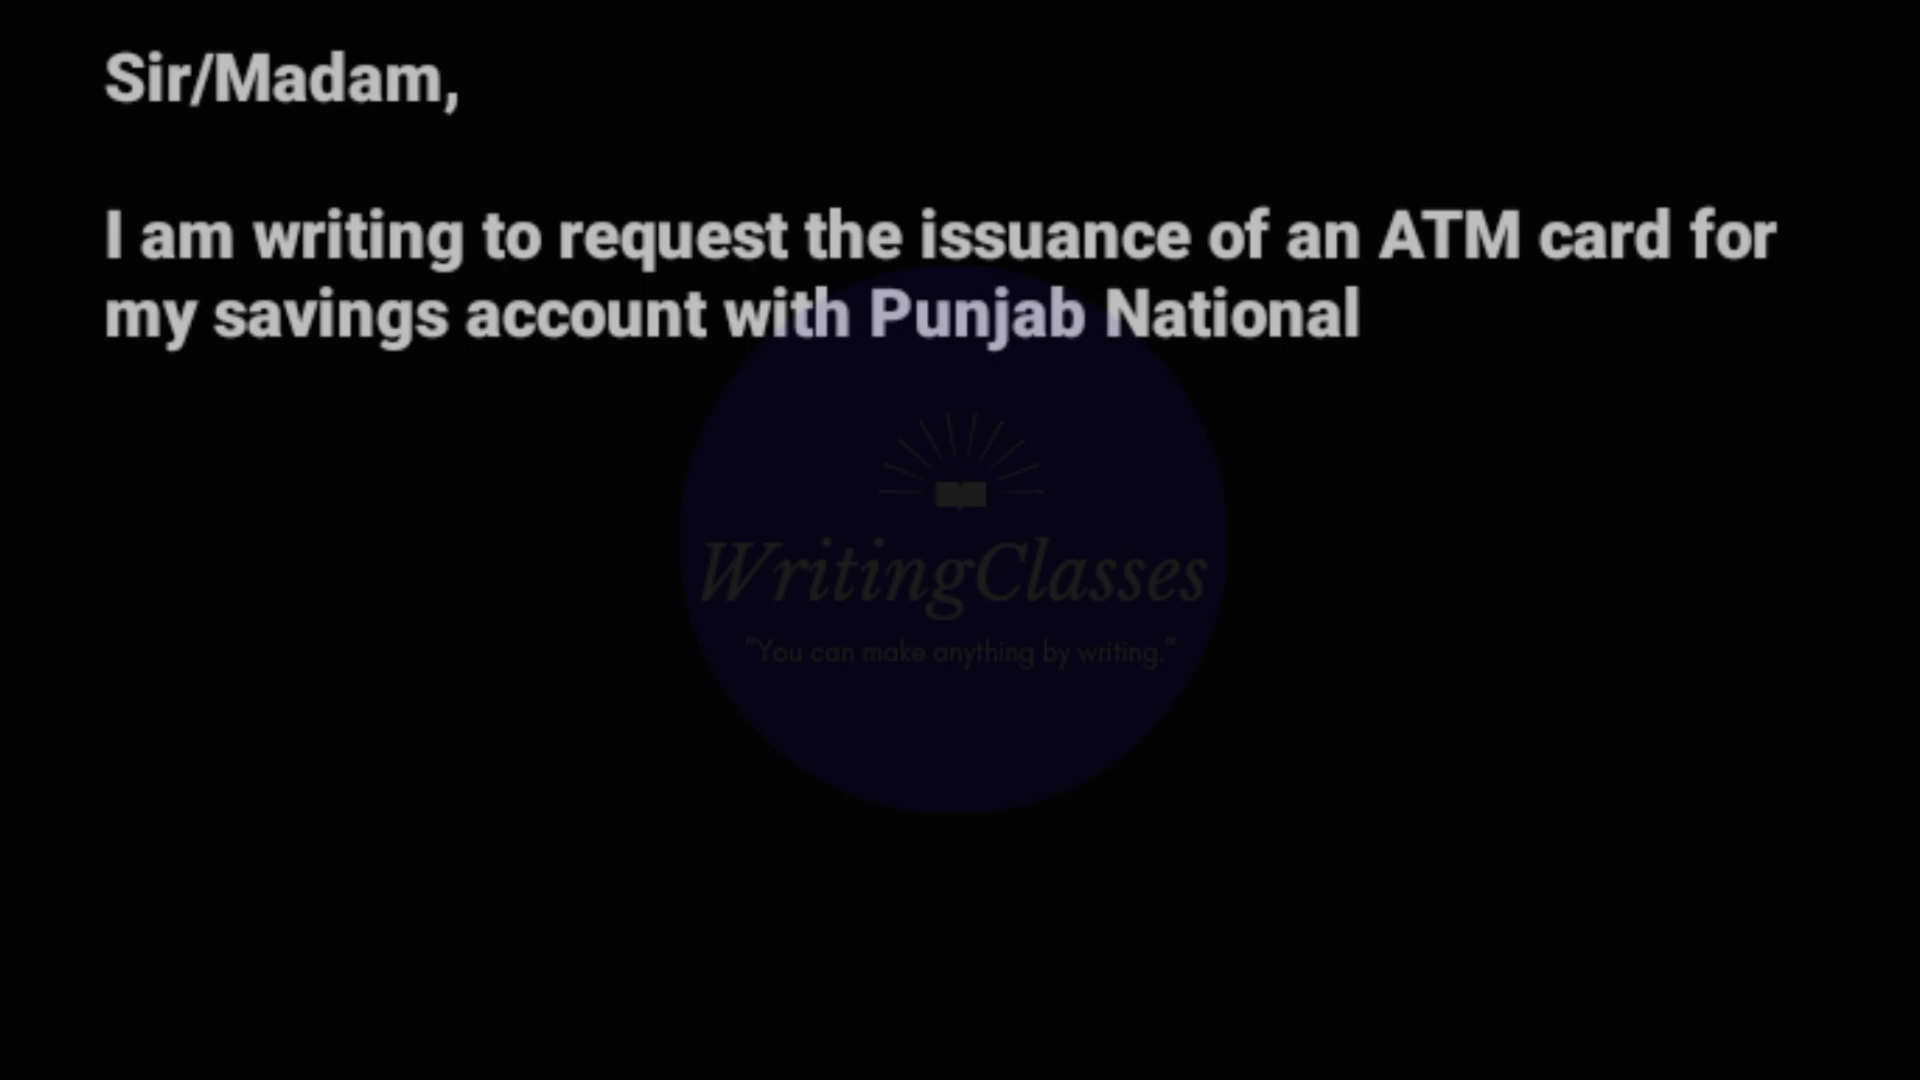 Sir/Madam,
I am writing to request the issuance of an ATM card for
my savings account with Punjab National
WritingClasses
"You can make anything by writing."